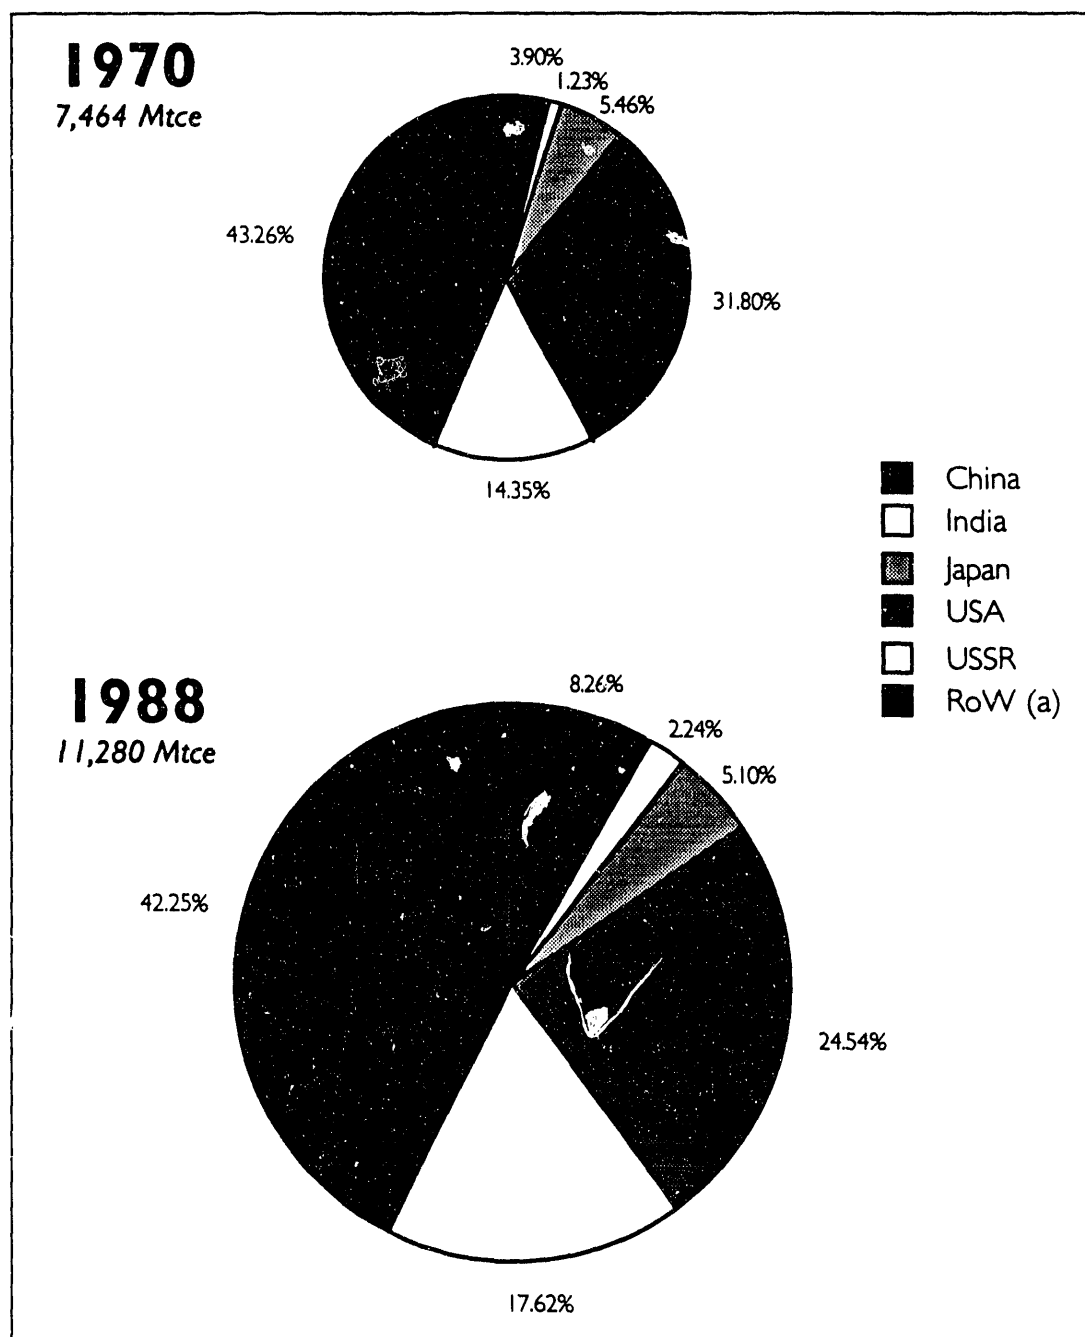 1970
7,464 Mtce
3.90%
1.23%
5.46%
43.26%
31.80%
14.35%
China
India
Japan
USA
USSR
RoW (a)
1988
11,280 Mtce
8.26%
2.24%
5.10%
42.25%
24.54%
17.62%